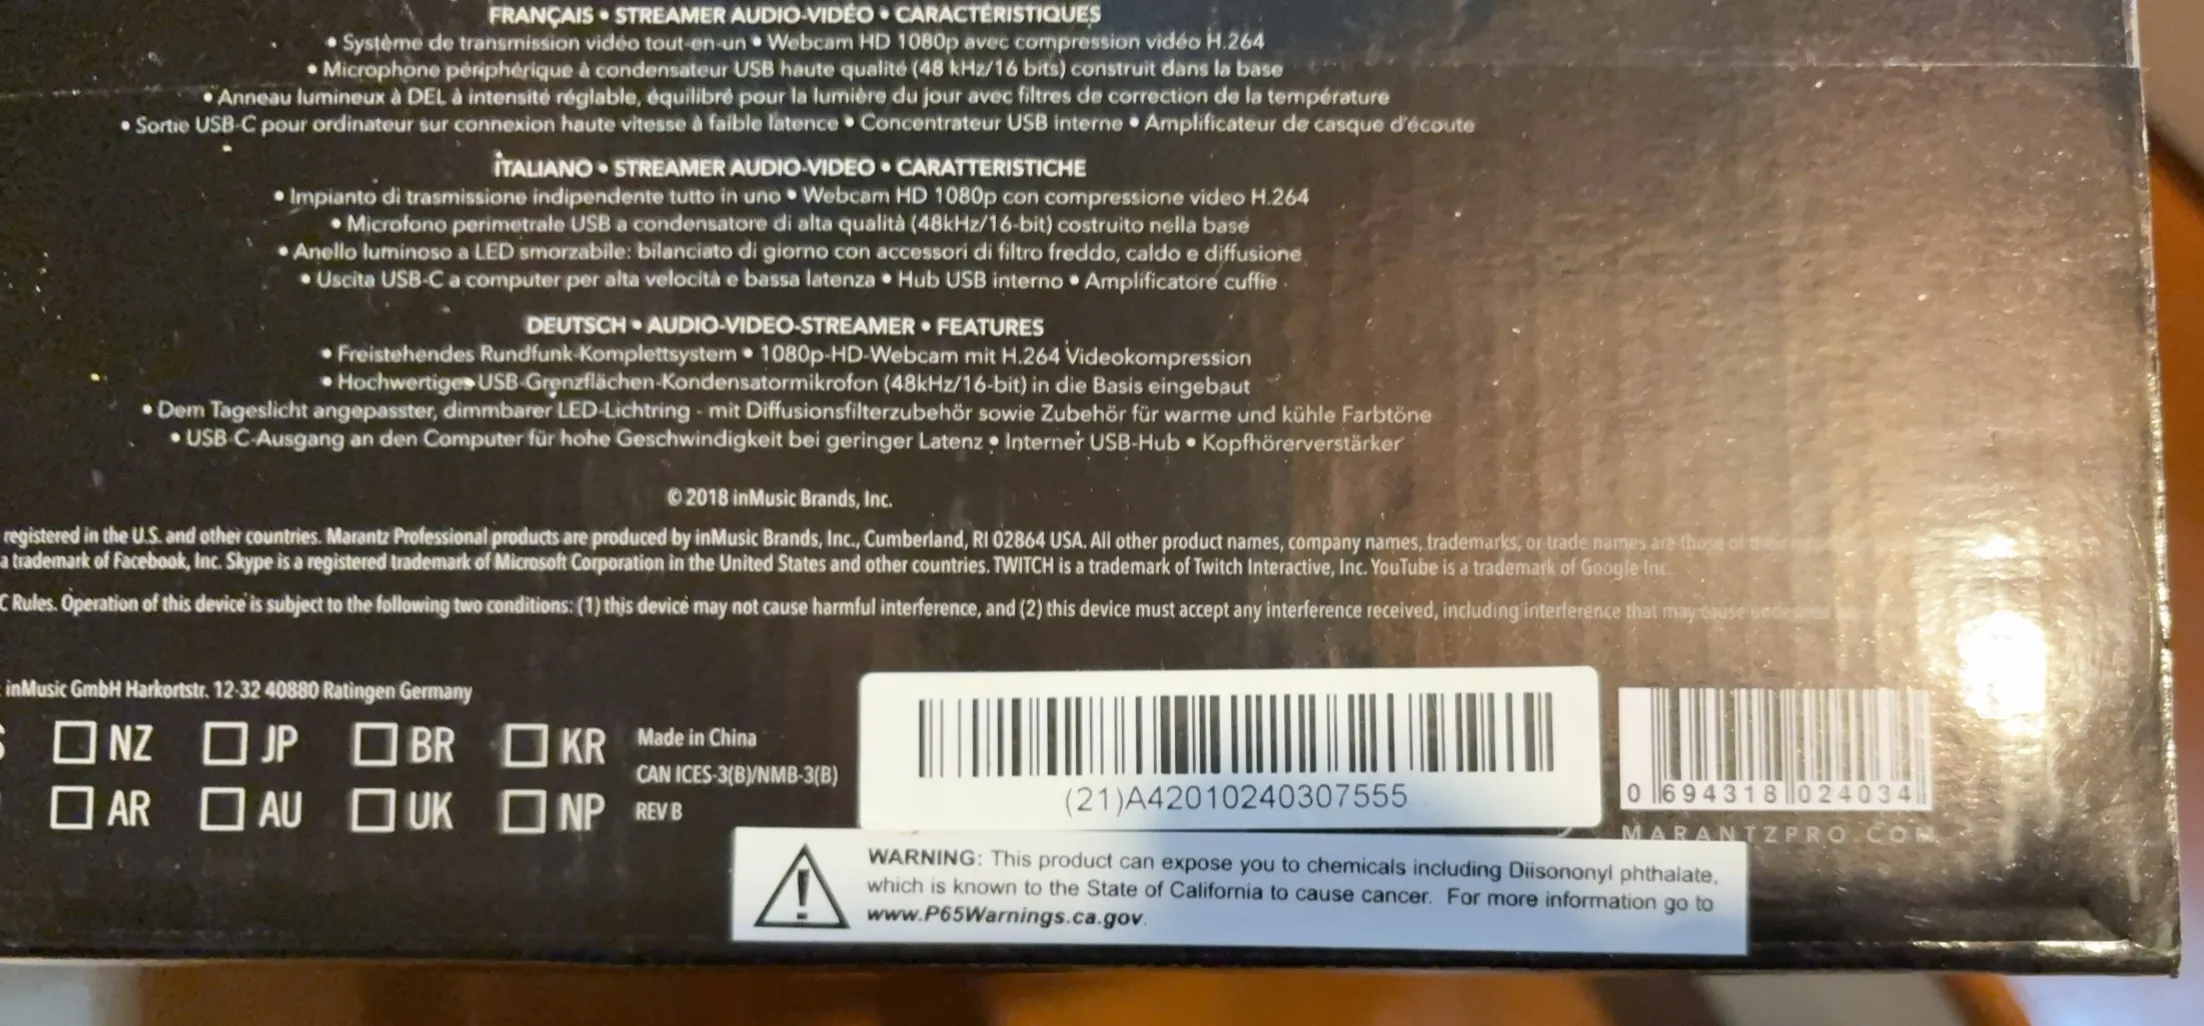 FRANÇAIS • STREAMER AUDIO-VIDÉO • CARACTÉRISTIQUES
• Système de transmission vidéo tout-en-un • Webcam HD 1080p avec compression vidéo H.264
• Microphone périphérique à condensateur USB haute qualité (48 kHz/16 bits) construit dans la base
• Anneau lumineux à DEL à intensité réglable, équilibré pour la lumière du jour avec filtres de correction de la température
• Sortie USB-C pour ordinateur sur connexion haute vitesse à faible latence • Concentrateur USB interne • Amplificateur de casque d'écoute
ITALIANO • STREAMER AUDIO-VIDEO • CARATTERISTICHE
• Impianto di trasmissione indipendente tutto in uno • Webcam HD 1080p con compressione video H.264
• Microfono perimetrale USB a condensatore di alta qualità (48kHz/16-bit) costruito nella base
• Anello luminoso a LED smorzabile: bilanciato di giorno con accessori di filtro freddo, caldo e diffusione
• Uscita USB-C a computer per alta velocità e bassa latenza • Hub USB interno • Amplificatore cuffie
DEUTSCH • AUDIO-VIDEO-STREAMER • FEATURES
• Freistehendes Rundfunk-Komplettsystem • 1080p-HD-Webcam mit H.264 Videokompression
• Hochwertiges USB-Grenzflächen-Kondensatormikrofon (48kHz/16-bit) in die Basis eingebaut
• Dem Tageslicht angepasster, dimmbarer LED-Lichtring - mit Diffusionsfilterzubehör sowie Zubehör für warme und kühle Farbtöne
• USB-C-Ausgang an den Computer für hohe Geschwindigkeit bei geringer Latenz • Interner USB-Hub • Kopfhörerverstärker
© 2018 inMusic Brands, Inc.
registered in the U.S. and other countries. Marantz Professional products are produced by inMusic Brands, Inc., Cumberland, RI 02864 USA. All other product names, company names, trademarks, or trade names are those of their
a trademark of Facebook, Inc. Skype is a registered trademark of Microsoft Corporation in the United States and other countries. TWITCH is a trademark of Twitch Interactive, Inc. YouTube is a trademark of Google Inc.
C Rules. Operation of this device is subject to the following two conditions: (1) this device may not cause harmful interference, and (2) this device must accept any interference received, including interference that may cause
inMusic GmbH Harkortstr. 12-32 40880 Ratingen Germany
NZ JP BR KR Made in China
CAN ICES-3(B)/NMB-3(B)
AR AU UK NP REV B
(21)A42010240307555
0 694318 024034
MARANTZPRO.COM
WARNING: This product can expose you to chemicals including Diisononyl phthalate,
which is known to the State of California to cause cancer. For more information go to
www.P65Warnings.ca.gov.